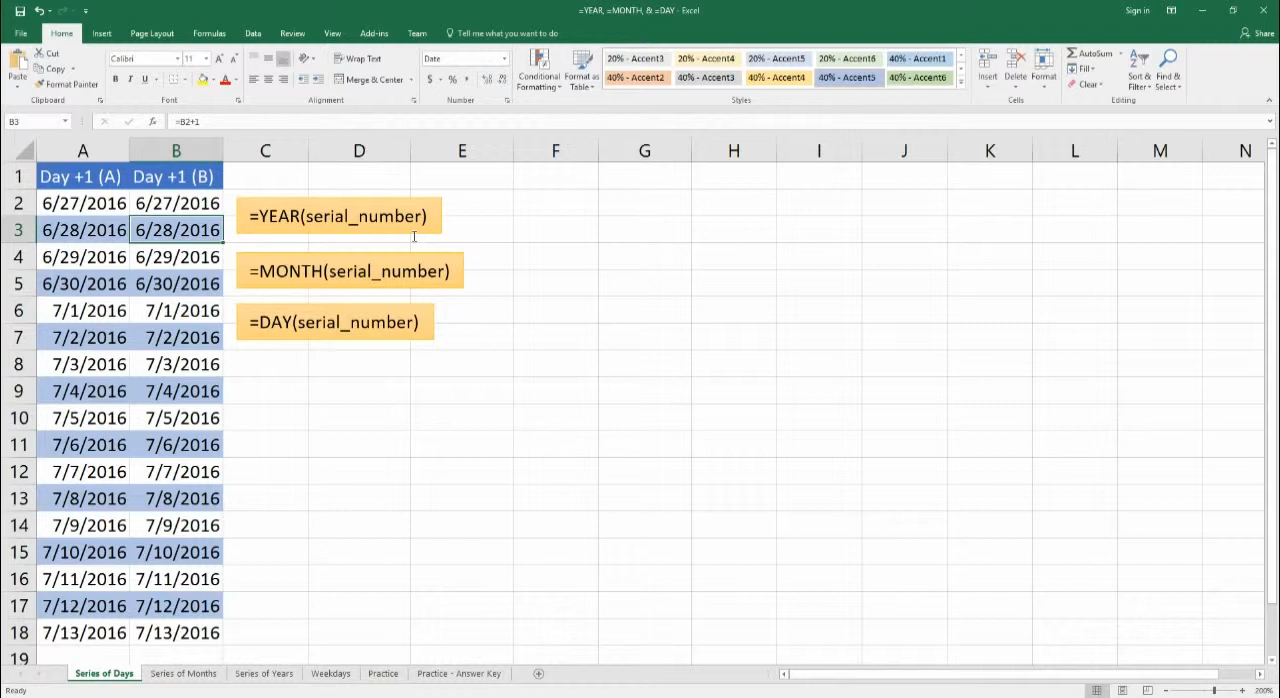 =YEAR, =MONTH, & =DAY - Excel
Sign in
File Home Insert Page Layout Formulas Data Review View Add-ins Team Tell me what you want to do Share
Paste
Cut
Copy
Format Painter
Clipboard
Calibri 11
B I U
Font
Wrap Text
Merge & Center
Alignment
Date
$ % ,
Number
Conditional Formatting
Format as Table
20% - Accent3 20% - Accent4 20% - Accent5 20% - Accent6 40% - Accent1
40% - Accent2 40% - Accent3 40% - Accent4 40% - Accent5 40% - Accent6
Styles
Insert Delete Format
Cells
AutoSum
Fill
Clear
Sort & Filter
Find & Select
Editing
B3 fx =B2+1
A B C D E F G H I J K L M N
1 Day +1 (A) Day +1 (B)
2 6/27/2016 6/27/2016
=YEAR(serial_number)
3 6/28/2016 6/28/2016
4 6/29/2016 6/29/2016
=MONTH(serial_number)
5 6/30/2016 6/30/2016
6 7/1/2016 7/1/2016
=DAY(serial_number)
7 7/2/2016 7/2/2016
8 7/3/2016 7/3/2016
9 7/4/2016 7/4/2016
10 7/5/2016 7/5/2016
11 7/6/2016 7/6/2016
12 7/7/2016 7/7/2016
13 7/8/2016 7/8/2016
14 7/9/2016 7/9/2016
15 7/10/2016 7/10/2016
16 7/11/2016 7/11/2016
17 7/12/2016 7/12/2016
18 7/13/2016 7/13/2016
19
Series of Days Series of Months Series of Years Weekdays Practice Practice - Answer Key
Ready 200%